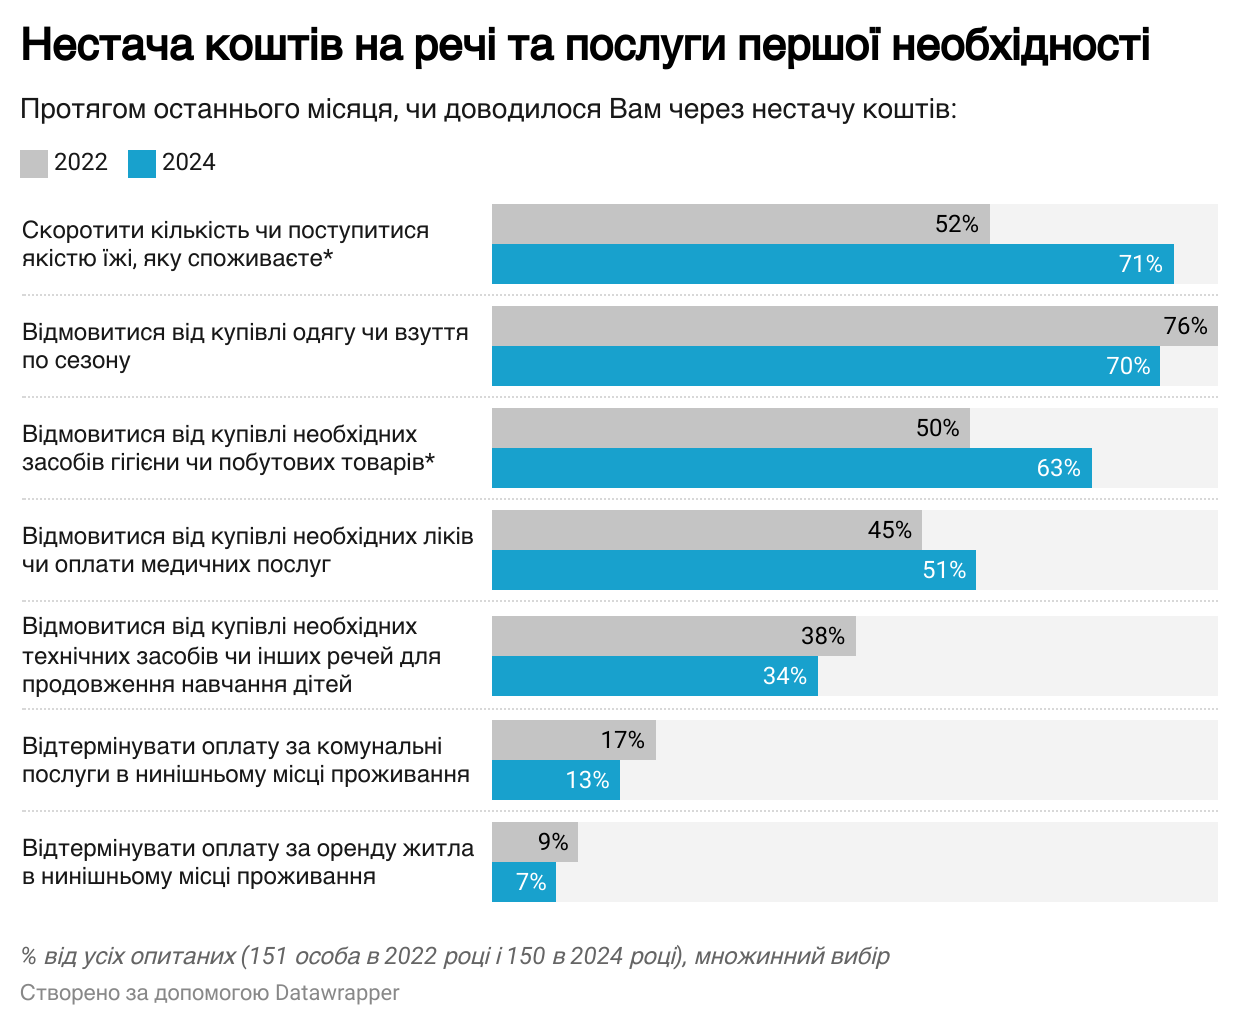 Нестача коштів на речі та послуги першої необхідності
Протягом останнього місяця, чи доводилося Вам через нестачу коштів:
2022 2024
Скоротити кількість чи поступитися
якістю їжі, яку споживаєте*
52%
71%
Відмовитися від купівлі одягу чи взуття
по сезону
76%
70%
Відмовитися від купівлі необхідних
засобів гігієни чи побутових товарів*
50%
63%
Відмовитися від купівлі необхідних ліків
чи оплати медичних послуг
45%
51%
Відмовитися від купівлі необхідних
технічних засобів чи інших речей для
продовження навчання дітей
38%
34%
Відтермінувати оплату за комунальні
послуги в нинішньому місці проживання
17%
13%
Відтермінувати оплату за оренду житла
в нинішньому місці проживання
9%
7%
% від усіх опитаних (151 особа в 2022 році і 150 в 2024 році), множинний вибір
Створено за допомогою Datawrapper